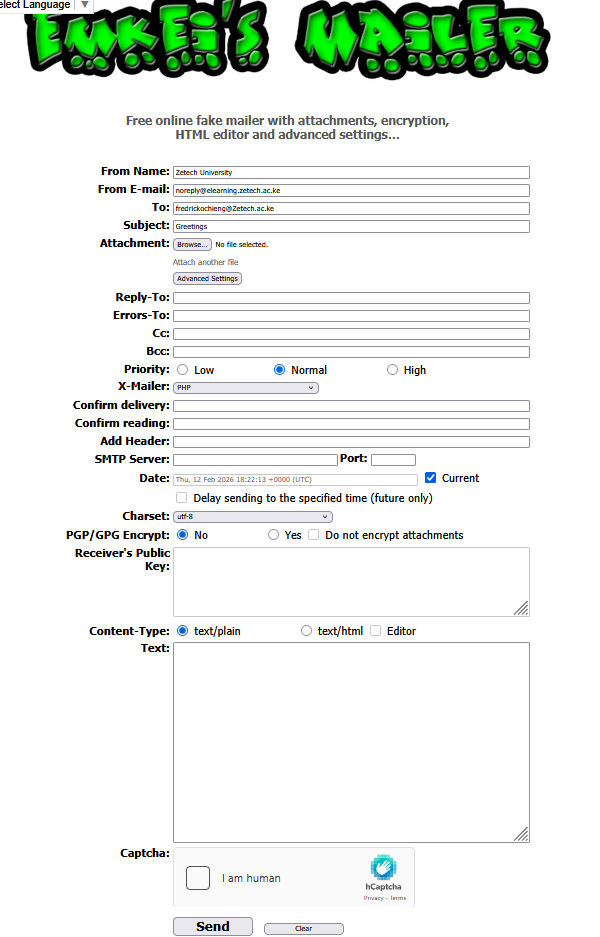 elect Language ▼
EMKEI'S MAILER
Free online fake mailer with attachments, encryption,
HTML editor and advanced settings...
From Name: Zetech University
From E-mail: noreply@elearning.zetech.ac.ke
To: fredrickochieng@Zetech.ac.ke
Subject: Greetings
Attachment: Browse... No file selected.
Attach another file
Advanced Settings
Reply-To:
Errors-To:
Cc:
Bcc:
Priority: Low Normal High
X-Mailer: PHP
Confirm delivery:
Confirm reading:
Add Header:
SMTP Server: Port:
Date: Thu, 12 Feb 2026 18:22:13 +0000 (UTC) Current
Delay sending to the specified time (future only)
Charset: utf-8
PGP/GPG Encrypt: No Yes Do not encrypt attachments
Receiver's Public
Key:
Content-Type: text/plain text/html Editor
Text:
Captcha:
I am human
hCaptcha
Privacy - Terms
Send Clear